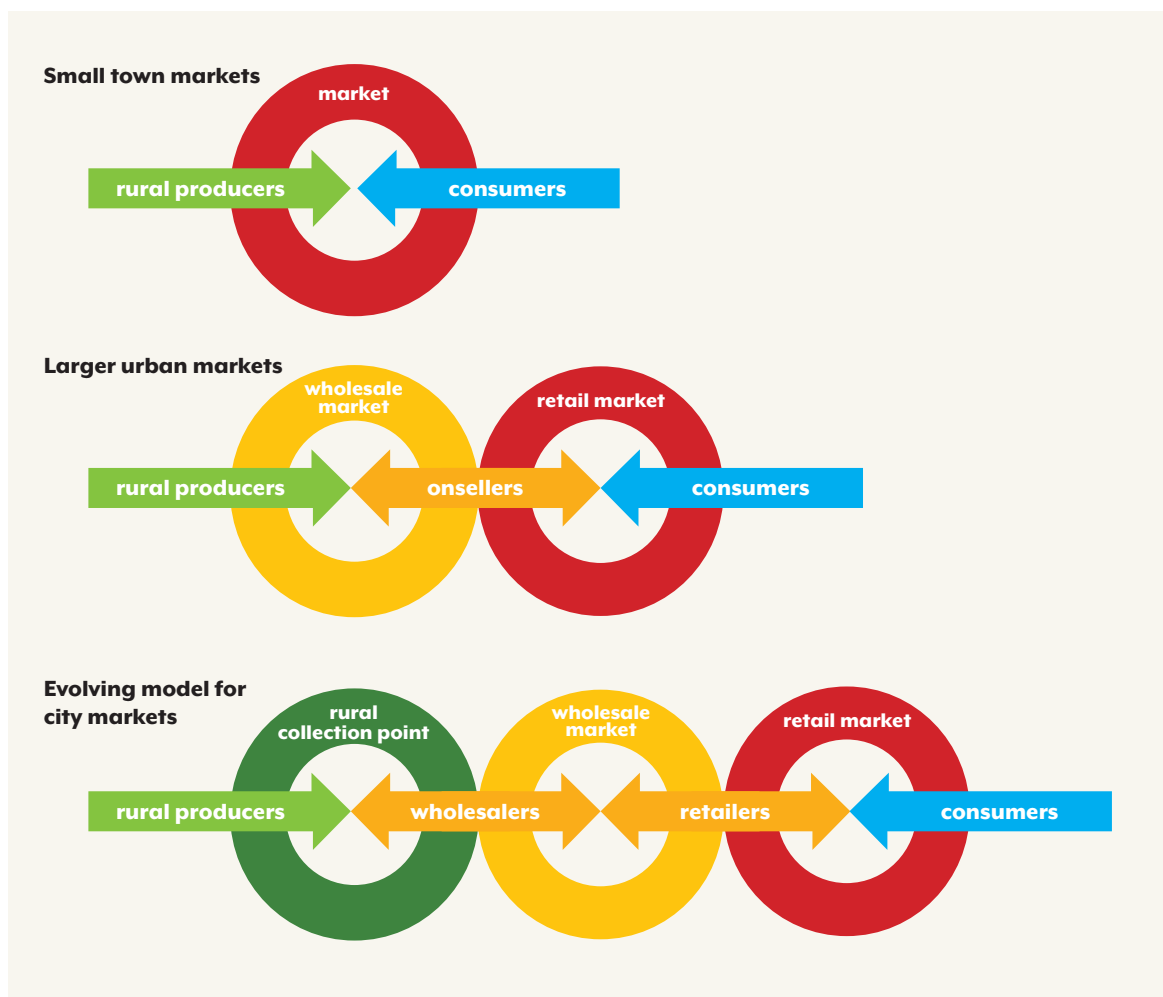 Small town markets
market
rural producers
consumers
Larger urban markets
wholesale
market
retail market
rural producers
onsellers
consumers
Evolving model for
city markets
rural
collection point
wholesale
market
retail market
rural producers
wholesalers
retailers
consumers